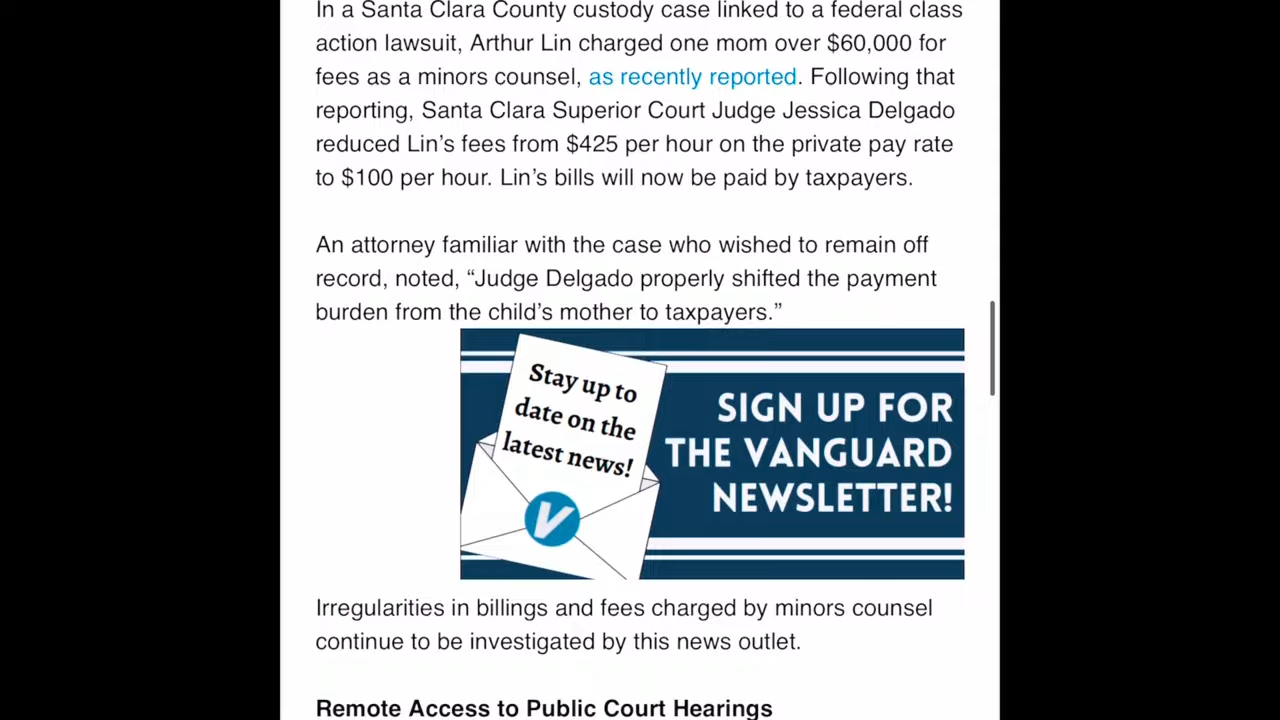 In a Santa Clara County custody case linked to a federal class
action lawsuit, Arthur Lin charged one mom over $60,000 for
fees as a minors counsel, as recently reported. Following that
reporting, Santa Clara Superior Court Judge Jessica Delgado
reduced Lin’s fees from $425 per hour on the private pay rate
to $100 per hour. Lin’s bills will now be paid by taxpayers.
An attorney familiar with the case who wished to remain off
record, noted, “Judge Delgado properly shifted the payment
burden from the child’s mother to taxpayers.”
Stay up to
date on the
latest news!
V
SIGN UP FOR
THE VANGUARD
NEWSLETTER!
Irregularities in billings and fees charged by minors counsel
continue to be investigated by this news outlet.
Remote Access to Public Court Hearings